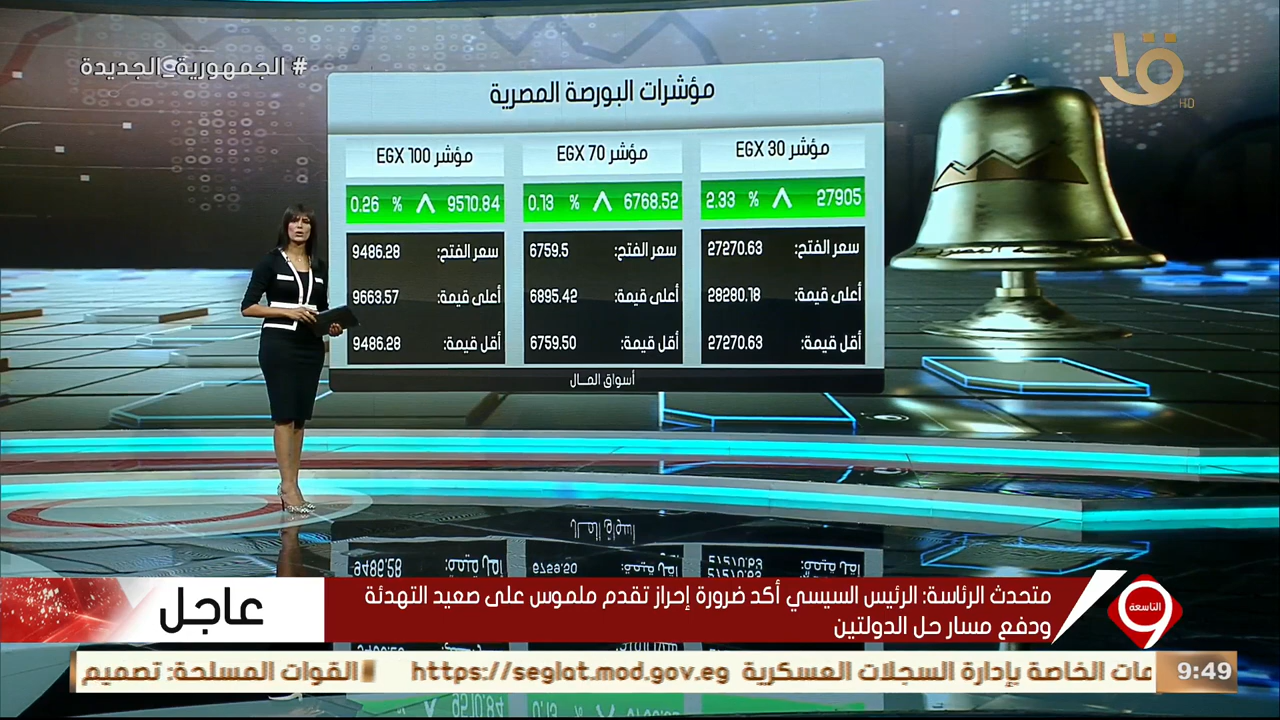 # الجمهورية_الجديدة
HD
مؤشرات البورصة المصرية
مؤشر EGX 30
27905 2.33 %
سعر الفتح: 27270.63
أعلى قيمة: 28280.18
أقل قيمة: 27270.63
مؤشر EGX 70
6768.52 0.13 %
سعر الفتح: 6759.5
أعلى قيمة: 6895.42
أقل قيمة: 6759.50
مؤشر EGX 100
9510.84 0.26 %
سعر الفتح: 9486.28
أعلى قيمة: 9663.57
أقل قيمة: 9486.28
أسواق المـــال
التاسعة
عاجل
متحدث الرئاسة: الرئيس السيسي أكد ضرورة إحراز تقدم ملموس على صعيد التهدئة
ودفع مسار حل الدولتين
9:49
مات الخاصة بإدارة السجلات العسكرية https://seglat.mod.gov.eg القوات المسلحة: تصميم